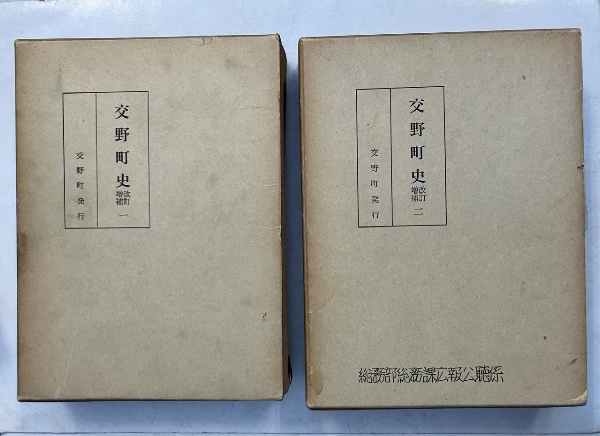 交野町史 改訂増補 一
交野町発行
交野町史 改訂増補 二
交野町発行
総務部総務課広報公聴係